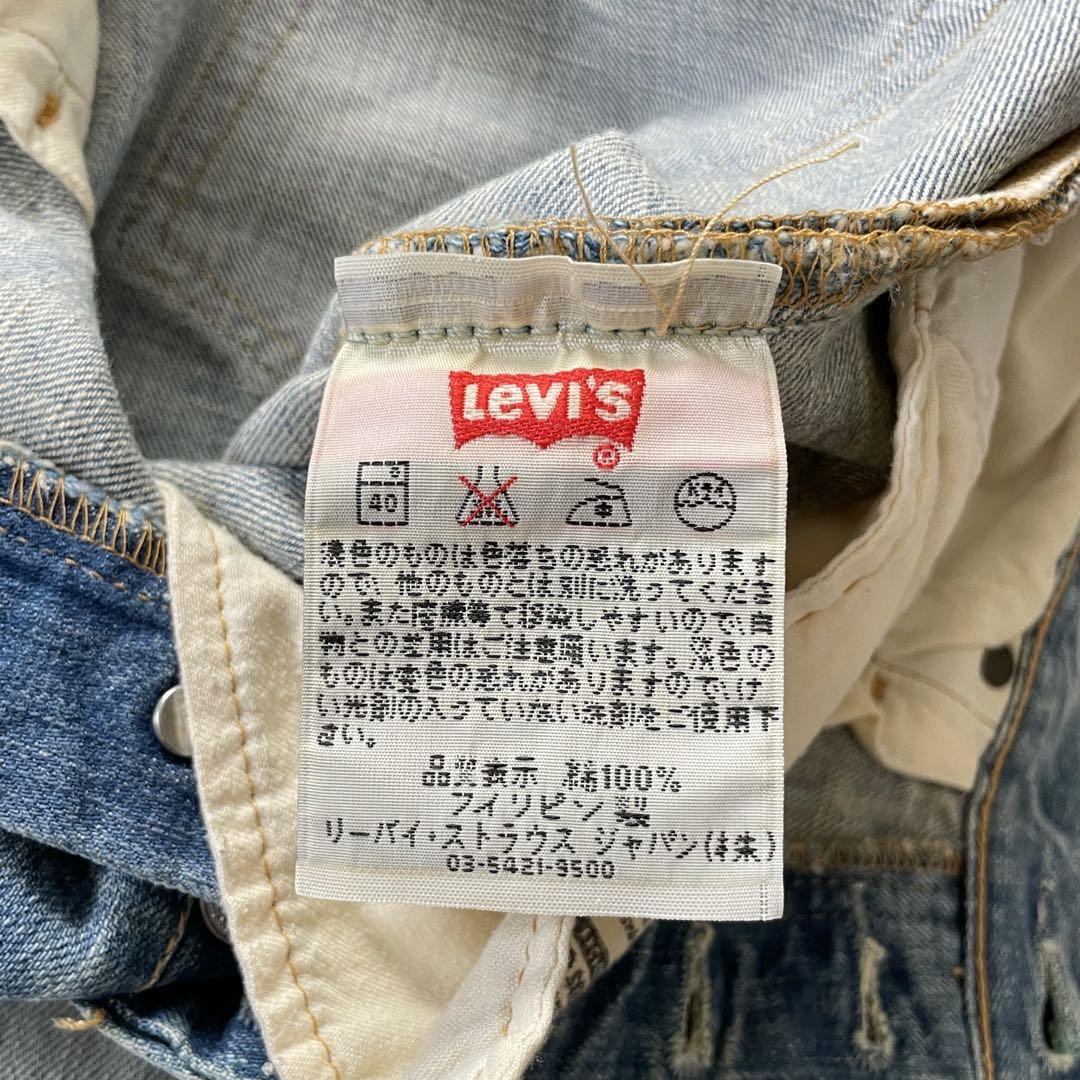 LEVI'S
®
40
濃色のものは色落ちの恐れがあります
ので、他のものとは別に洗ってくださ
い。また摩擦等で移染しやすいので、白
物との着用はご注意願います。淡色の
ものは変色の恐れがありますので、け
い光剤の入っていない洗剤をご使用下
さい。
品質表示 綿100%
フィリピン製
リーバイ・ストラウス ジャパン(株)
03-5421-9500